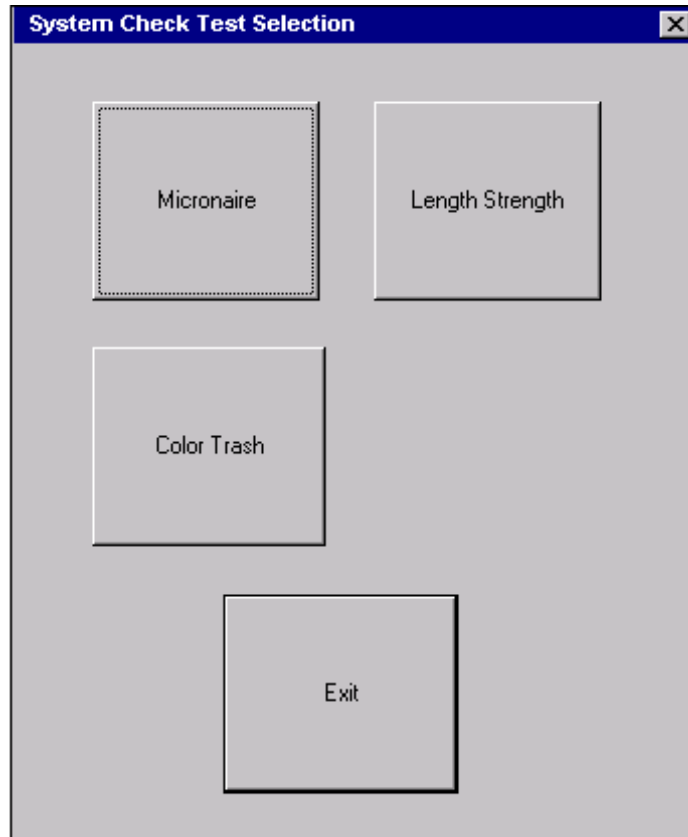 System Check Test Selection
Micronaire
Length Strength
Color Trash
Exit